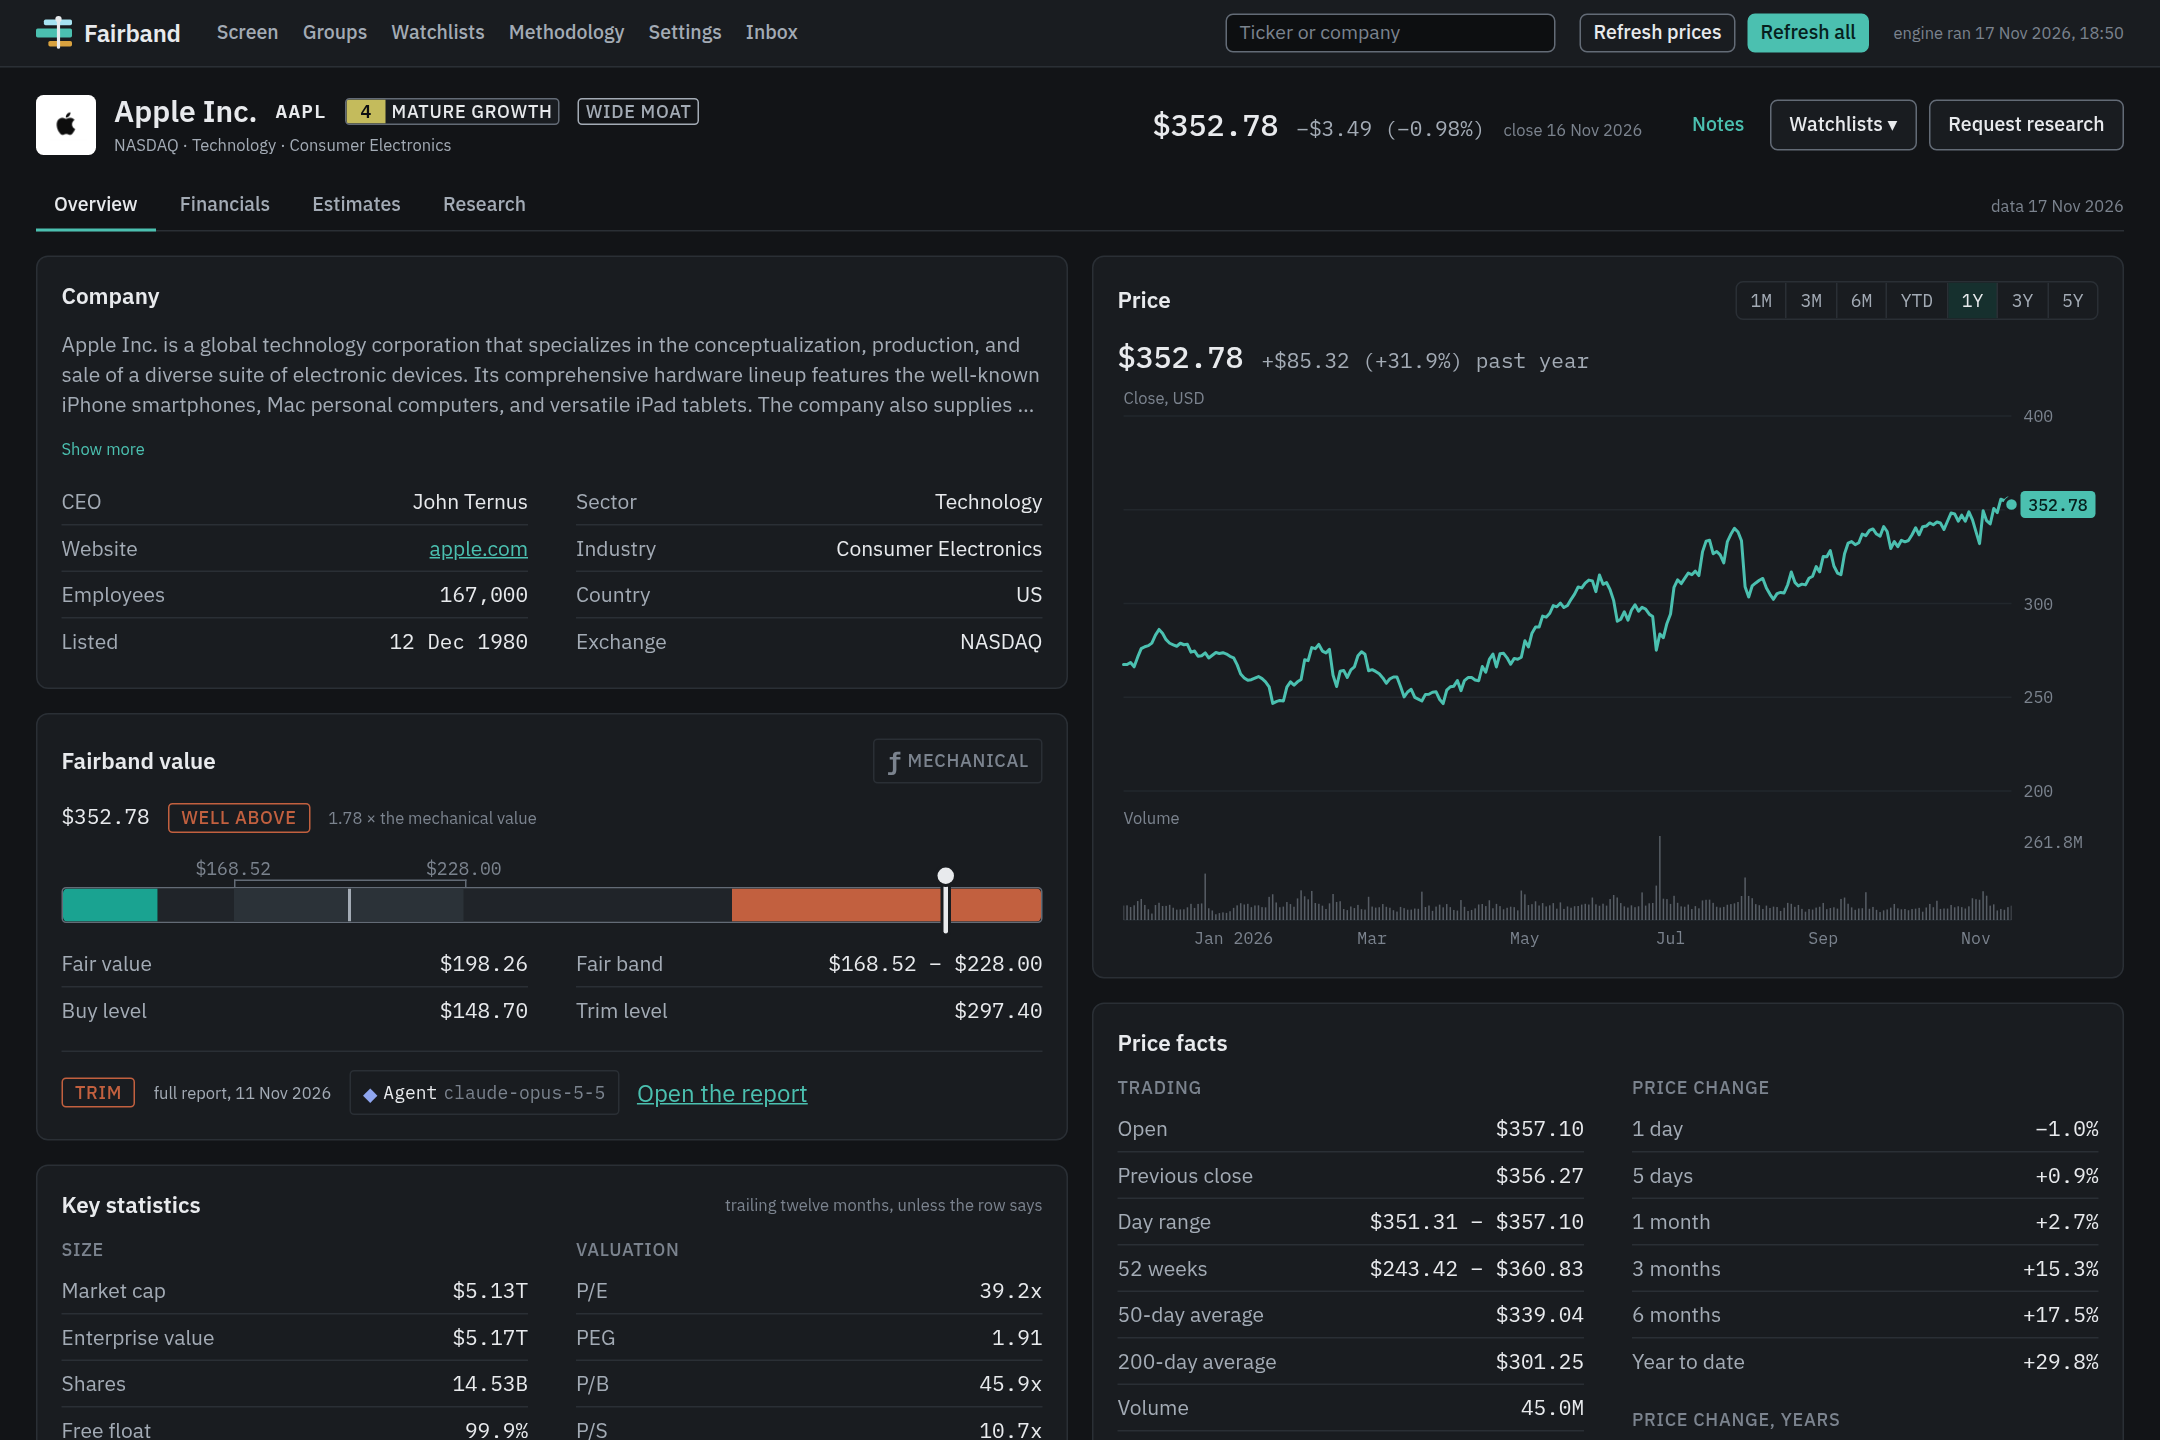 Fairband Screen Groups Watchlists Methodology Settings Inbox Ticker or company Refresh prices Refresh all engine ran 17 Nov 2026, 18:50
Apple Inc. AAPL 4 MATURE GROWTH WIDE MOAT
NASDAQ · Technology · Consumer Electronics
$352.78 −$3.49 (−0.98%) close 16 Nov 2026 Notes Watchlists ▾ Request research
Overview Financials Estimates Research data 17 Nov 2026
Company
Apple Inc. is a global technology corporation that specializes in the conceptualization, production, and
sale of a diverse suite of electronic devices. Its comprehensive hardware lineup features the well-known
iPhone smartphones, Mac personal computers, and versatile iPad tablets. The company also supplies ...
Show more
CEO John Ternus Sector Technology
Website apple.com Industry Consumer Electronics
Employees 167,000 Country US
Listed 12 Dec 1980 Exchange NASDAQ
Fairband value ƒ MECHANICAL
$352.78 WELL ABOVE 1.78 × the mechanical value
$168.52 $228.00
Fair value $198.26 Fair band $168.52 – $228.00
Buy level $148.70 Trim level $297.40
TRIM full report, 11 Nov 2026 ◆ Agent claude-opus-5-5 Open the report
Key statistics trailing twelve months, unless the row says
SIZE VALUATION
Market cap $5.13T P/E 39.2x
Enterprise value $5.17T PEG 1.91
Shares 14.53B P/B 45.9x
Free float 99.9% P/S 10.7x
Price 1M 3M 6M YTD 1Y 3Y 5Y
$352.78 +$85.32 (+31.9%) past year
Close, USD
400
352.78
300
250
200
Volume
261.8M
Jan 2026 Mar May Jul Sep Nov
Price facts
TRADING PRICE CHANGE
Open $357.10 1 day −1.0%
Previous close $356.27 5 days +0.9%
Day range $351.31 – $357.10 1 month +2.7%
52 weeks $243.42 – $360.83 3 months +15.3%
50-day average $339.04 6 months +17.5%
200-day average $301.25 Year to date +29.8%
Volume 45.0M
PRICE CHANGE, YEARS